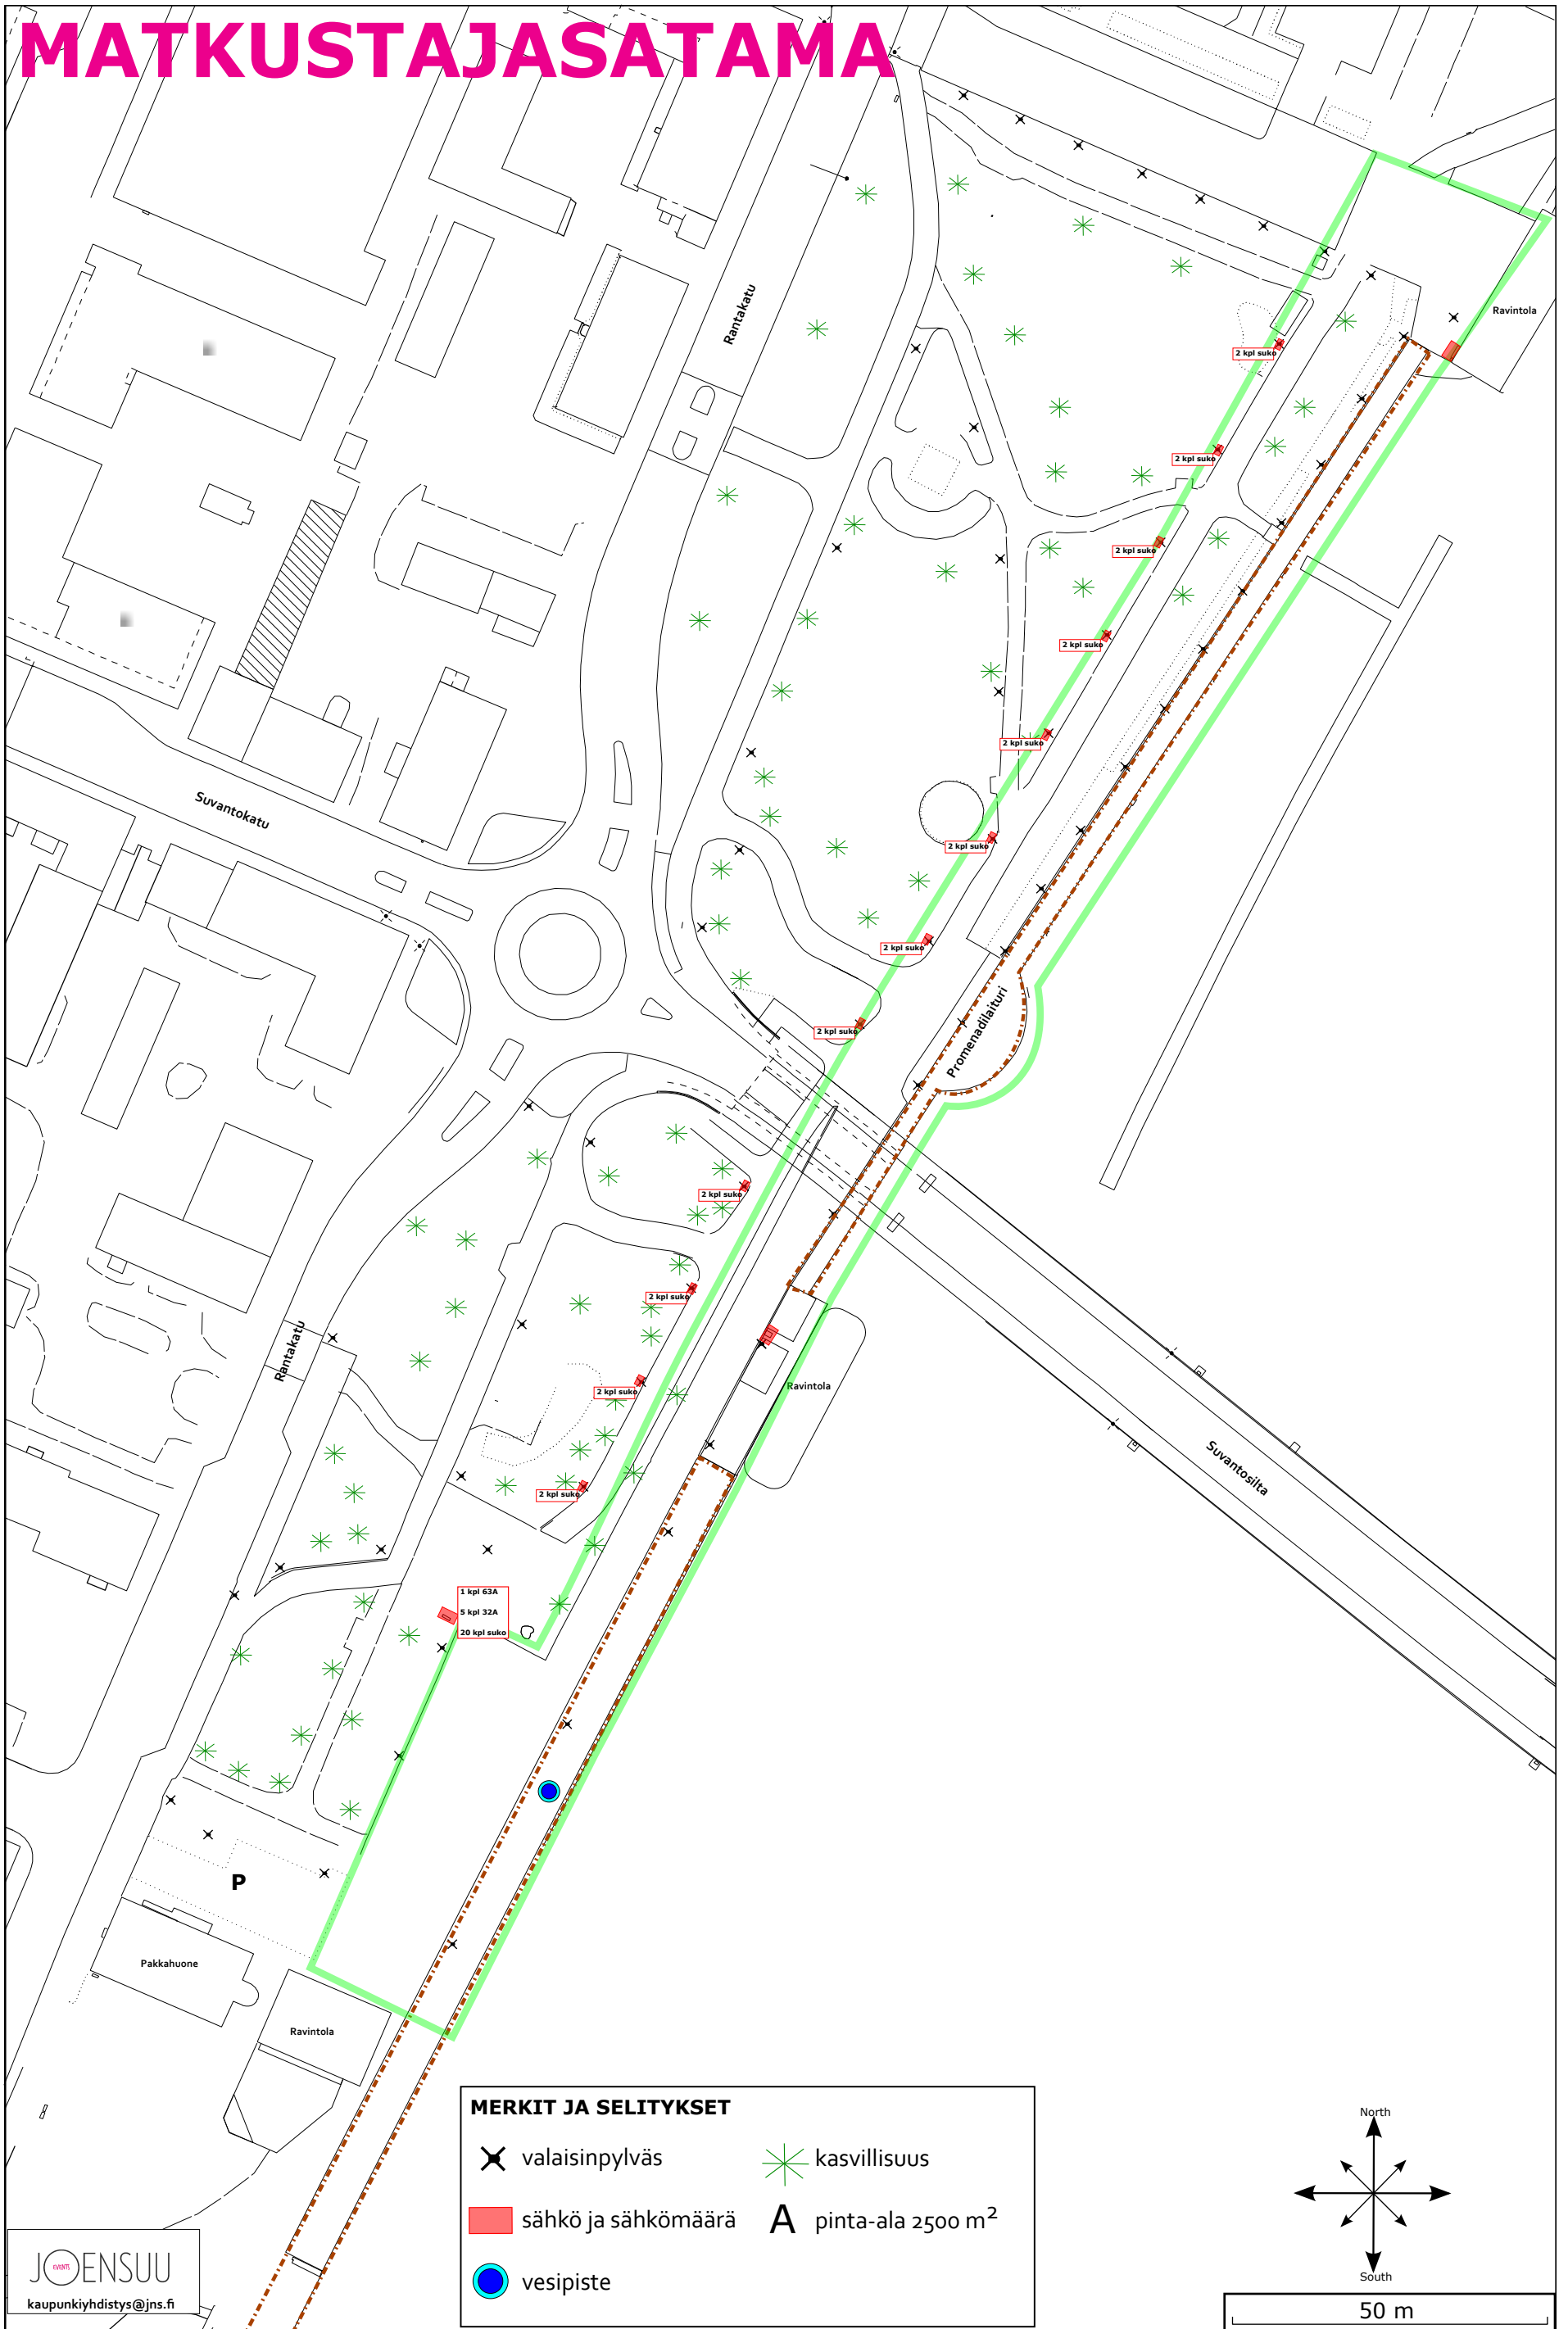 MATKUSTAJASATAMA
Rantakatu
Ravintola
2 kpl suko
2 kpl suko
2 kpl suko
2 kpl suko
2 kpl suko
Suvantokatu
2 kpl suko
2 kpl suko
2 kpl suko
Promenadilaituri
2 kpl suko
2 kpl suko
Rantakatu
2 kpl suko
Ravintola
Suvantosilta
2 kpl suko
1 kpl 63A
5 kpl 32A
20 kpl suko
P
Pakkahuone
Ravintola
MERKIT JA SELITYKSET
valaisinpylväs
kasvillisuus
sähkö ja sähkömäärä
A pinta-ala 2500 m²
vesipiste
North
South
50 m
JOENSUU
EVENTS
kaupunkiyhdistys@jns.fi